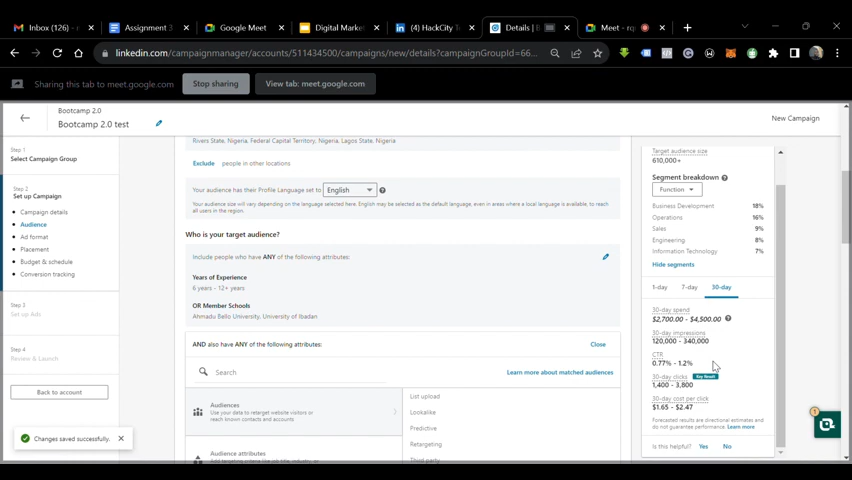 Inbox (120) - n
Assignment 3
Google Meet
Digital Market
(4) HackCity T
Details | B
Meet - rq
linkedin.com/campaignmanager/accounts/511434500/campaigns/new/details?campaignGroupId=66...
Sharing this tab to meet.google.com
Stop sharing
View tab: meet.google.com
Bootcamp 2.0
Bootcamp 2.0 test
New Campaign
Step 1
Select Campaign Group
Step 2
Set up Campaign
Campaign details
Audience
Ad format
Placement
Budget & schedule
Conversion tracking
Step 3
Set up Ads
Step 4
Review & Launch
Back to account
Changes saved successfully.
Rivers State, Nigeria, Federal Capital Territory, Nigeria, Lagos State, Nigeria
Exclude people in other locations
Your audience has their Profile Language set to English
Your audience size will vary depending on the language selected here. English may be selected as the default language, even in areas where a local language is available, to reach
all users in the region.
Who is your target audience?
Include people who have ANY of the following attributes:
Years of Experience
6 years - 12+ years
OR Member Schools
Ahmadu Bello University, University of Ibadan
AND also have ANY of the following attributes:
Close
Search
Learn more about matched audiences
Audiences
Use your data to retarget website visitors or
reach known contacts and accounts
Audience attributes
List upload
Lookalike
Predictive
Retargeting
Third party
Target audience size
610,000+
Segment breakdown
Function
Business Development 18%
Operations 16%
Sales 9%
Engineering 8%
Information Technology 7%
Hide segments
1-day
7-day
30-day
30-day spend
$2,700.00 - $4,500.00
30-day impressions
120,000 - 340,000
CTR
0.77% - 1.2%
30-day clicks Key Result
1,400 - 3,800
30-day cost per click
$1.65 - $2.47
Forecasted results are directional estimates and
do not guarantee performance. Learn more
Is this helpful? Yes No
1